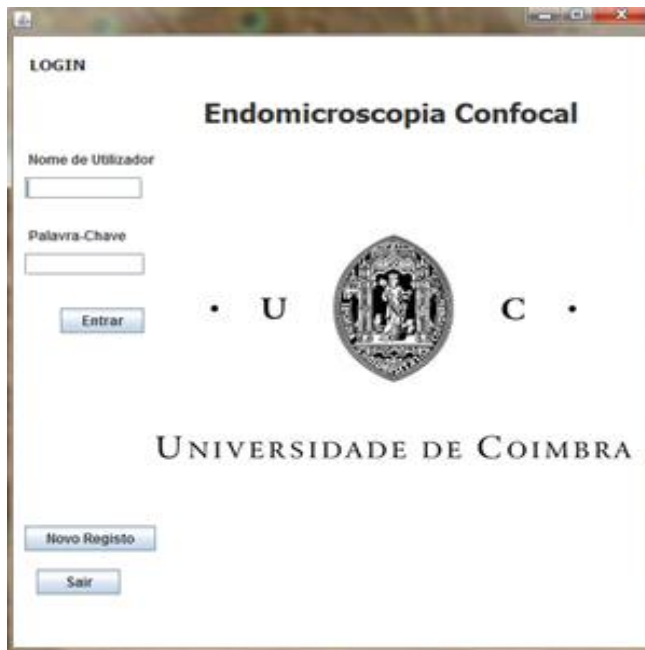 LOGIN
Endomicroscopia Confocal
Nome de Utilizador
Palavra-Chave
Entrar
· U C ·
UNIVERSIDADE DE COIMBRA
Novo Registo
Sair